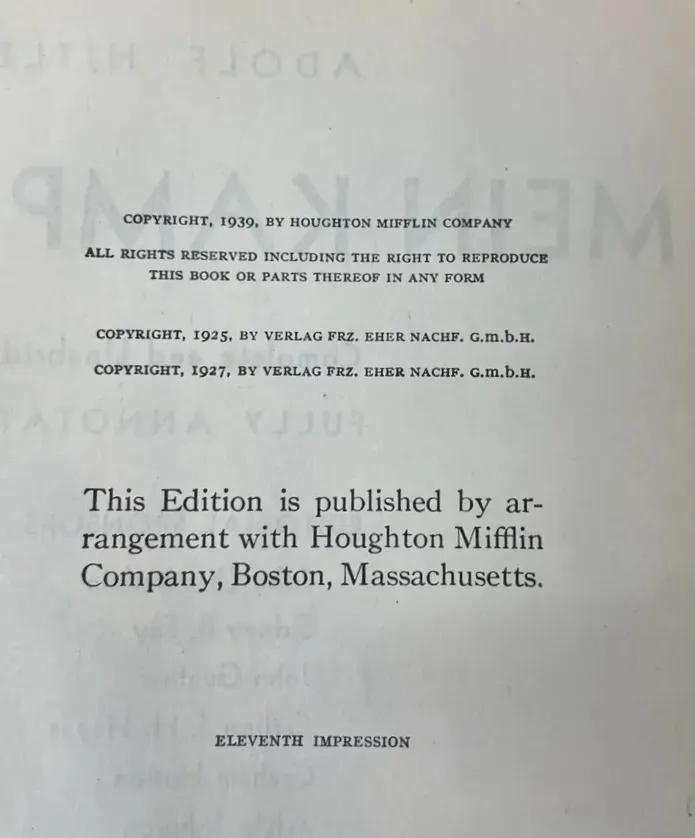 COPYRIGHT, 1939, BY HOUGHTON MIFFLIN COMPANY
ALL RIGHTS RESERVED INCLUDING THE RIGHT TO REPRODUCE
THIS BOOK OR PARTS THEREOF IN ANY FORM
COPYRIGHT, 1925, BY VERLAG FRZ. EHER NACHF. G.m.b.H.
COPYRIGHT, 1927, BY VERLAG FRZ. EHER NACHF. G.m.b.H.
This Edition is published by ar-
rangement with Houghton Mifflin
Company, Boston, Massachusetts.
ELEVENTH IMPRESSION